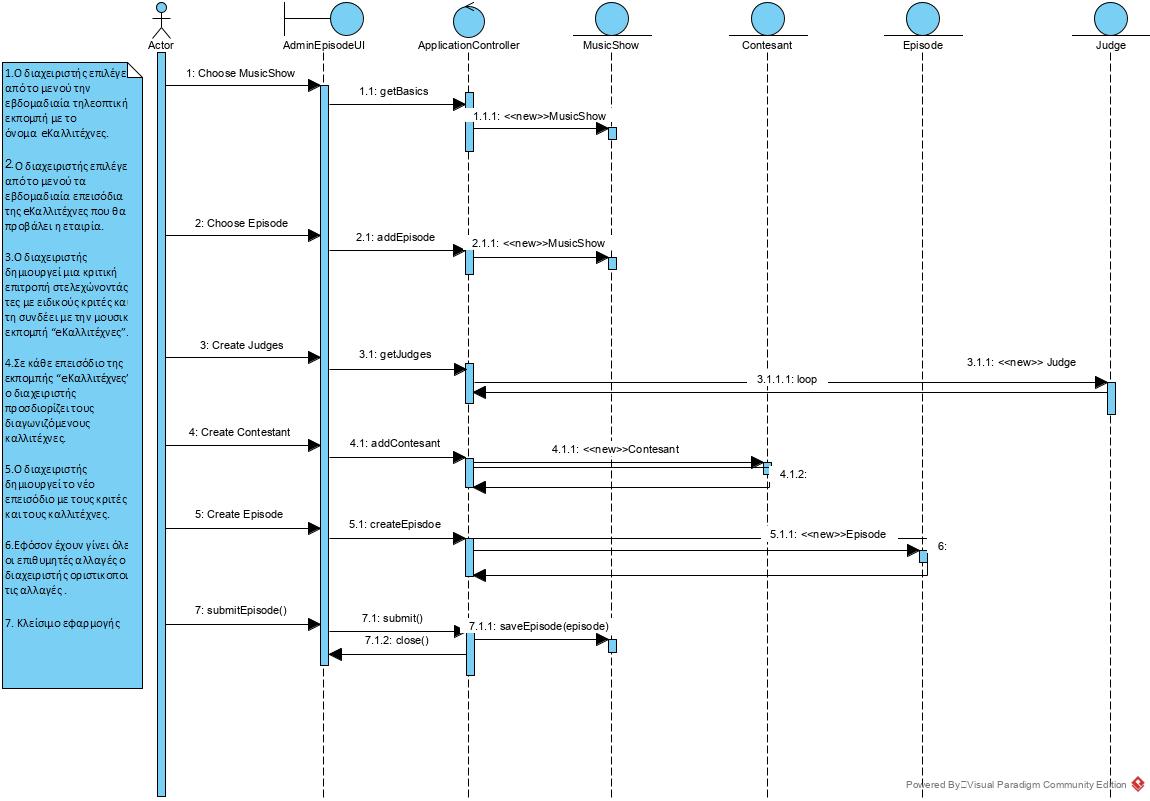 Actor
AdminEpisodeUI
ApplicationController
MusicShow
Contesant
Episode
Judge
1.Ο διαχειριστής επιλέγε
από το μενού την
εβδομαδιαία τηλεοπτική
εκπομπή με το
όνομα eΚαλλιτέχνες.
2.Ο διαχειριστής επιλέγε
από το μενού τα
εβδομαδιαία επεισόδια
της eΚαλλιτέχνες που θα
προβάλει η εταιρία.
3.Ο διαχειριστής
δημιουργεί μια κριτική
επιτροπή στελεχώνοντάς
τες με ειδικούς κριτές και
τη συνδέει με την μουσικ
εκπομπή “eΚαλλιτέχνες”.
4.Σε κάθε επεισόδιο της
εκπομπής “eΚαλλιτέχνες”
ο διαχειριστής
προσδιορίζει τους
διαγωνιζόμενους
καλλιτέχνες.
5.Ο διαχειριστής
δημιουργεί το νέο
επεισόδιο με τους κριτές
και τους καλλιτέχνες.
6.Εφόσον έχουν γίνει όλε
οι επιθυμητές αλλαγές ο
διαχειριστής οριστικοποι
τις αλλαγές .
7. Κλείσιμο εφαρμογής
1: Choose MusicShow
1.1: getBasics
1.1.1: <<new>>MusicShow
2: Choose Episode
2.1: addEpisode
2.1.1: <<new>>MusicShow
3: Create Judges
3.1: getJudges
3.1.1: <<new>> Judge
3.1.1.1: loop
4: Create Contestant
4.1: addContesant
4.1.1: <<new>>Contesant
4.1.2:
5: Create Episode
5.1: createEpisdoe
5.1.1: <<new>>Episode
6:
7: submitEpisode()
7.1: submit()
7.1.1: saveEpisode(episode)
7.1.2: close()
Powered By Visual Paradigm Community Edition